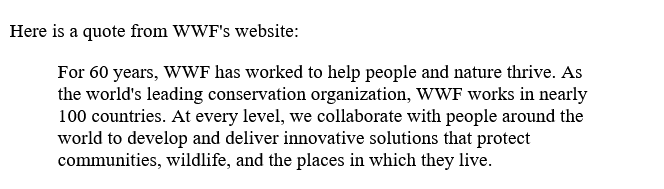 Here is a quote from WWF's website:
For 60 years, WWF has worked to help people and nature thrive. As
the world's leading conservation organization, WWF works in nearly
100 countries. At every level, we collaborate with people around the
world to develop and deliver innovative solutions that protect
communities, wildlife, and the places in which they live.